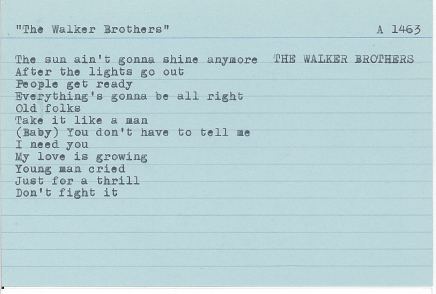 "The Walker Brothers" A 1463
The sun ain't gonna shine anymore THE WALKER BROTHERS
After the lights go out
People get ready
Everything's gonna be all right
Old folks
Take it like a man
(Baby) You don't have to tell me
I need you
My love is growing
Young man cried
Just for a thrill
Don't fight it